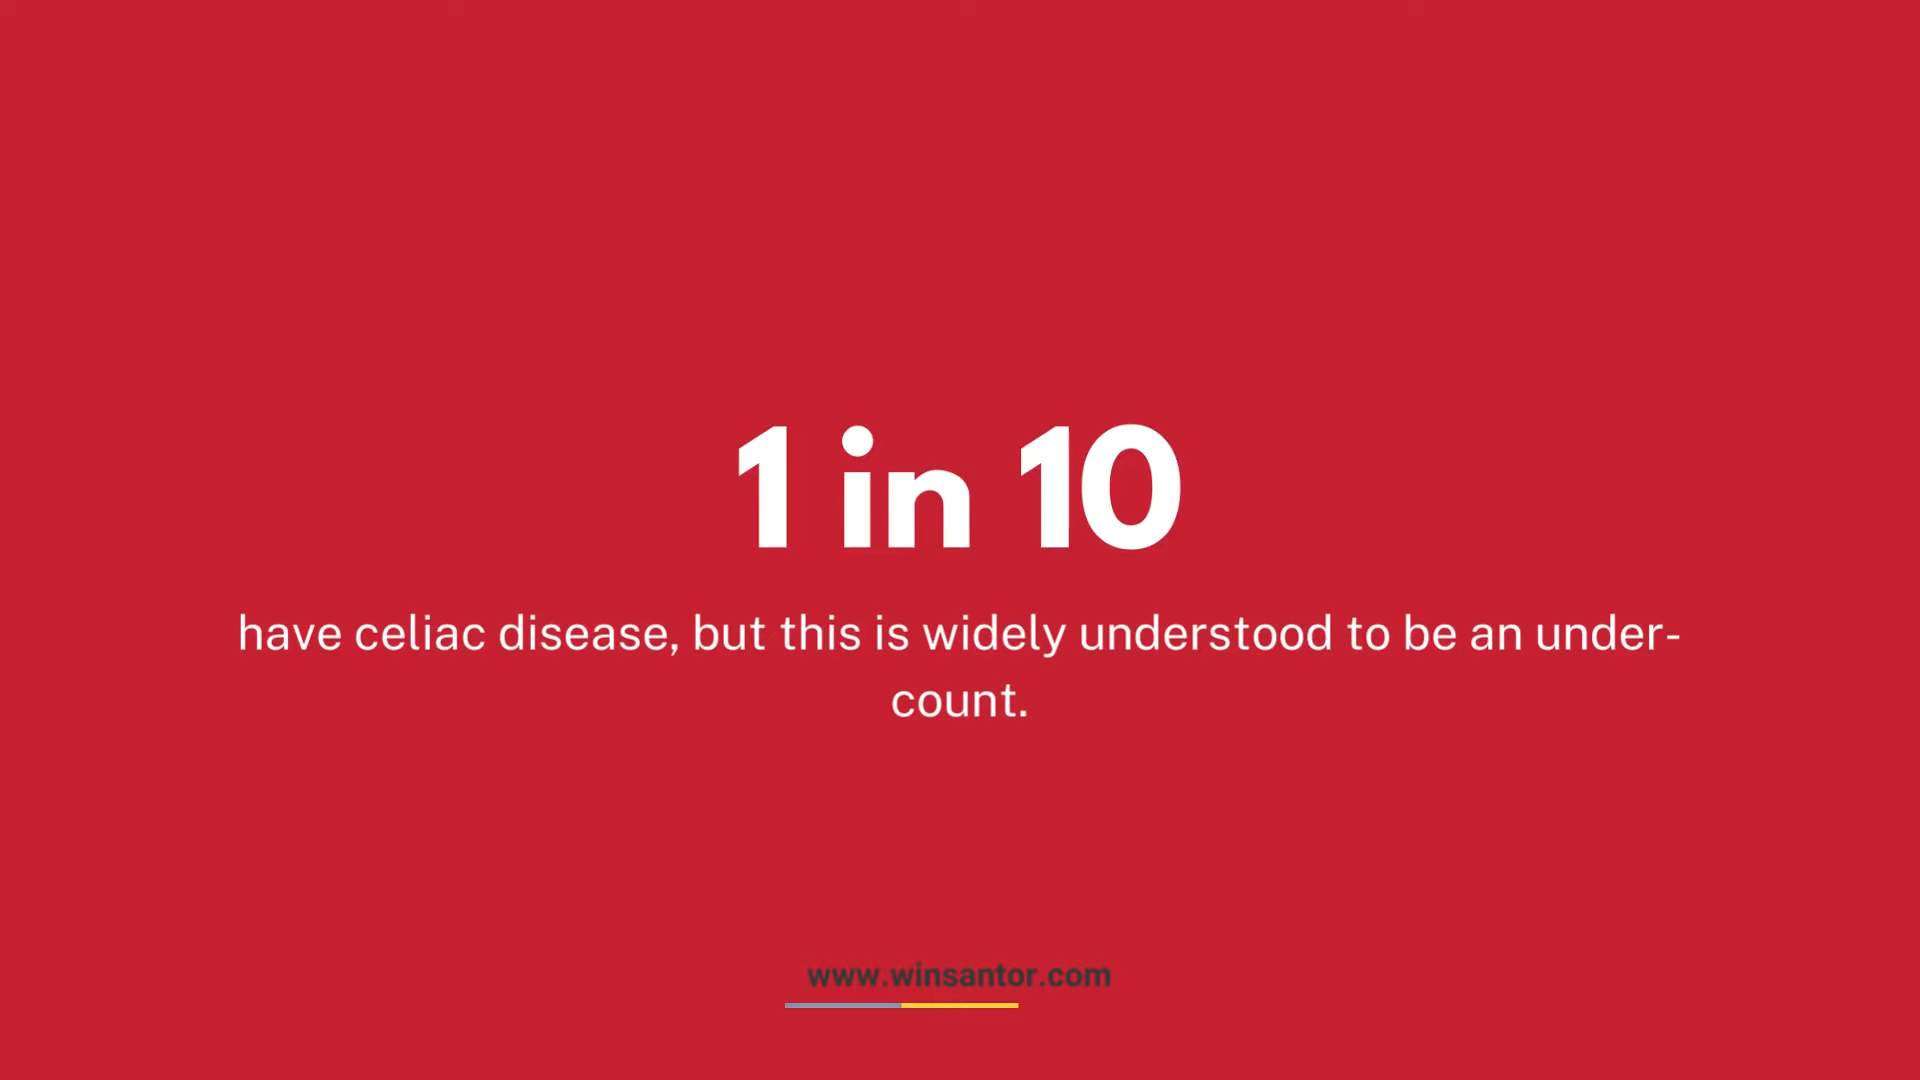 1 in 10
have celiac disease, but this is widely understood to be an under-
count.
www.winsantor.com